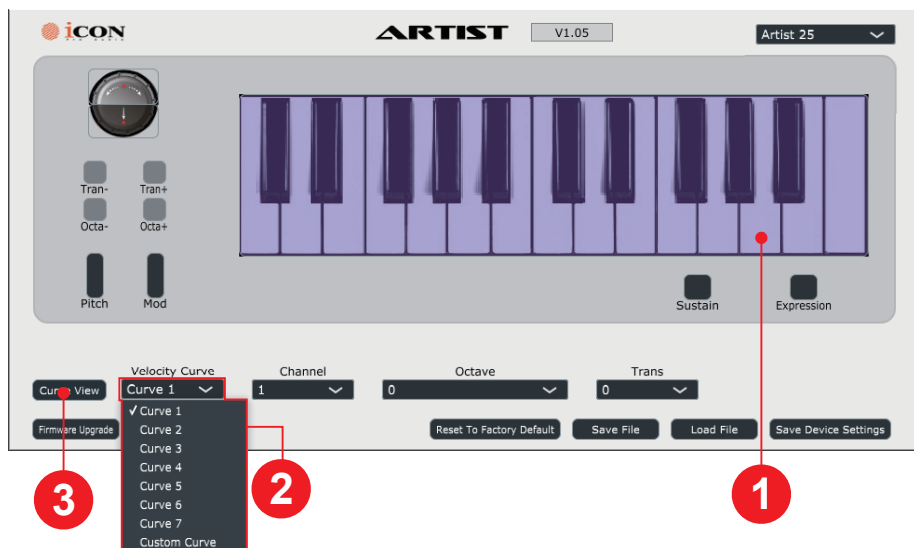 iCON
PRO AUDIO
ARTIST
V1.05
Artist 25
Tran-
Tran+
Octa-
Octa+
Pitch
Mod
Sustain
Expression
Velocity Curve
Channel
Octave
Trans
Curve View
Curve 1
1
0
0
Firmware Upgrade
✓ Curve 1
Curve 2
Curve 3
Curve 4
Curve 5
Curve 6
Curve 7
Custom Curve
Reset To Factory Default
Save File
Load File
Save Device Settings
3
2
1